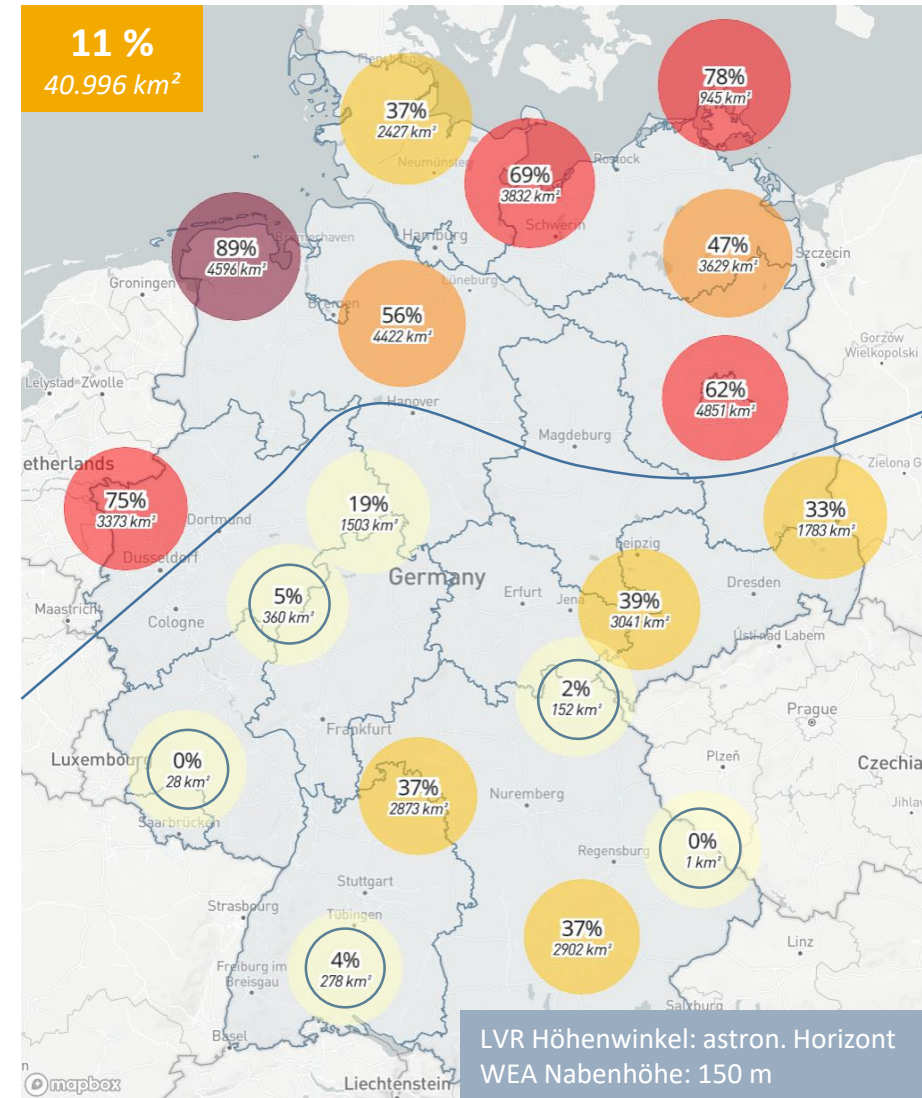 11 %
40.996 km²
Flensburg
37%
2427 km²
Neumünster
78%
945 km²
Rostock
69%
3832 km²
Schwerin
89%
4596 km²
Bremerhaven
Hamburg
47%
3629 km²
Szczecin
Groningen
Bremen
Lüneburg
56%
4422 km²
Gorzów
Wielkopolski
Lelystad Zwolle
62%
4851 km²
Hanover
Magdeburg
etherlands
Zielona G
75%
3373 km²
Dortmund
19%
1503 km²
33%
1783 km²
Dusseldorf
Leipzig
Germany
Dresden
Maastricht
Cologne
5%
360 km²
Erfurt
Jena
39%
3041 km²
Ústí nad Labem
2%
152 km²
Prague
Frankfurt
Luxembourg
0%
28 km²
Plzeň
Czechia
37%
2873 km²
Nuremberg
Jihlav
Saarbrücken
0%
1 km²
Regensburg
Stuttgart
Strasbourg
Tübingen
37%
2902 km²
Linz
4%
278 km²
Freiburg im
Breisgau
Salzburg
Basel
LVR Höhenwinkel: astron. Horizont
WEA Nabenhöhe: 150 m
n
mapbox
Liechtenstein